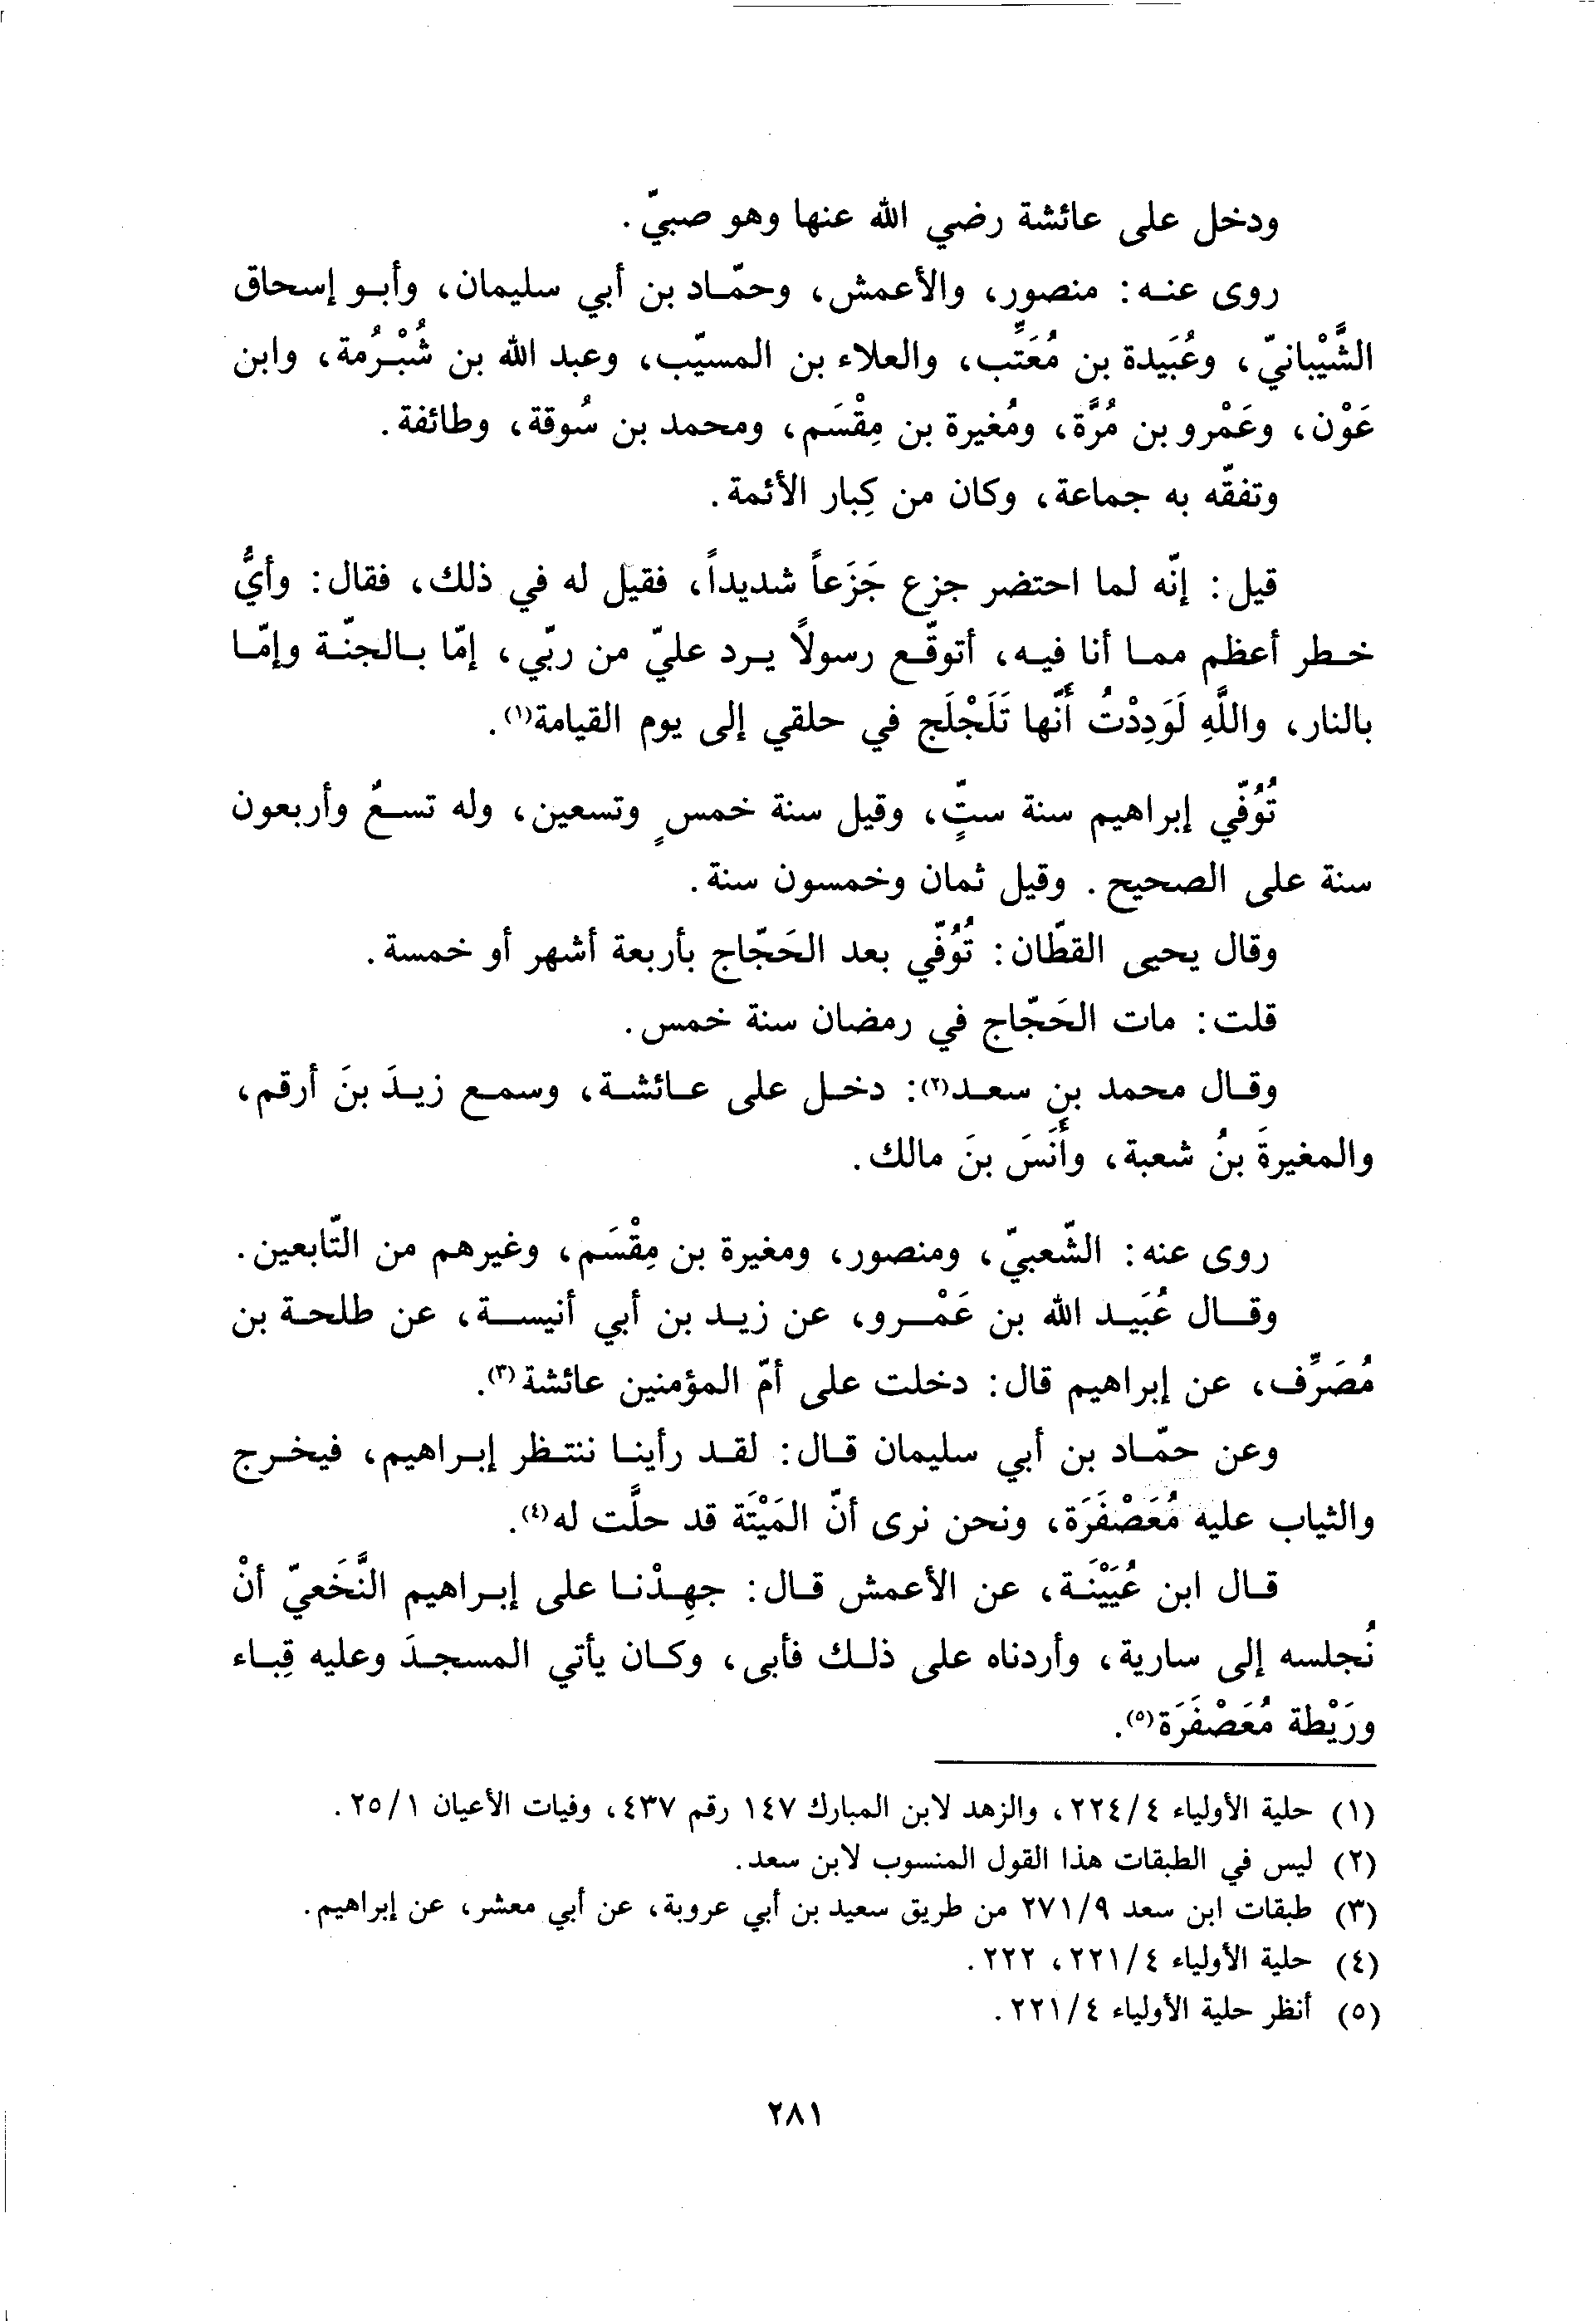 ودخل على عائشة رضي الله عنها وهو صبيّ.
روى عنه: منصور، والأعمش، وحمّاد بن أبي سليمان، وأبو إسحاق
الشَّيْبانيّ، وعُبَيدة بن مُعَتِّب، والعلاء بن المسيّب، وعبد الله بن شُبْرُمة، وابن
عَوْن، وعَمْرو بن مُرَّة، ومُغيرة بن مِقْسَم، ومحمد بن سُوقة، وطائفة.
وتفقّه به جماعة، وكان من كِبار الأئمة.
قيل: إنّه لما احتضر جزع جَزَعاً شديداً، فقيل له في ذلك، فقال: وأيُّ
خطر أعظم مما أنا فيه، أتوقّع رسولاً يرد عليّ من ربّي، إمّا بالجنّة وإمّا
بالنار، واللَّهِ لَوَدِدْتُ أَنّها تَلَجْلَج في حلقي إلى يوم القيامة(١).
تُوُفّي إبراهيم سنة ستٍّ، وقيل سنة خمسٍ وتسعين، وله تسعٌ وأربعون
سنة على الصحيح. وقيل ثمان وخمسون سنة.
وقال يحيى القطّان: تُوُفّي بعد الحَجّاج بأربعة أشهر أو خمسة.
قلت: مات الحَجّاج في رمضان سنة خمس.
وقال محمد بن سعد(٢): دخل على عائشة، وسمع زيدَ بنَ أرقم،
والمغيرةَ بنُ شعبة، وأَنَسَ بنَ مالك.
روى عنه: الشّعبيّ، ومنصور، ومغيرة بن مِقْسَم، وغيرهم من التّابعين.
وقال عُبَيد الله بن عَمْرو، عن زيد بن أبي أنيسة، عن طلحة بن
مُصَرِّف، عن إبراهيم قال: دخلت على أمّ المؤمنين عائشة(٣).
وعن حمّاد بن أبي سليمان قال: لقد رأينا ننتظر إبراهيم، فيخرج
والثياب عليه مُعَصْفَرَة، ونحن نرى أنّ المَيْتَة قد حلَّت له(٤).
قال ابن عُيَيْنَة، عن الأعمش قال: جهِدْنا على إبراهيم النَّخَعيّ أنْ
نُجلسه إلى سارية، وأردناه على ذلك فأبى، وكان يأتي المسجدَ وعليه قِباء
ورَيْطة مُعَصْفَرَة(٥).
(١) حلية الأولياء ٢٢٤/٤، والزهد لابن المبارك ١٤٧ رقم ٤٣٧، وفيات الأعيان ٢٥/١.
(٢) ليس في الطبقات هذا القول المنسوب لابن سعد.
(٣) طبقات ابن سعد ٢٧١/٩ من طريق سعيد بن أبي عروبة، عن أبي معشر، عن إبراهيم.
(٤) حلية الأولياء ٢٢١/٤، ٢٢٢.
(٥) أنظر حلية الأولياء ٢٢١/٤.
٢٨١